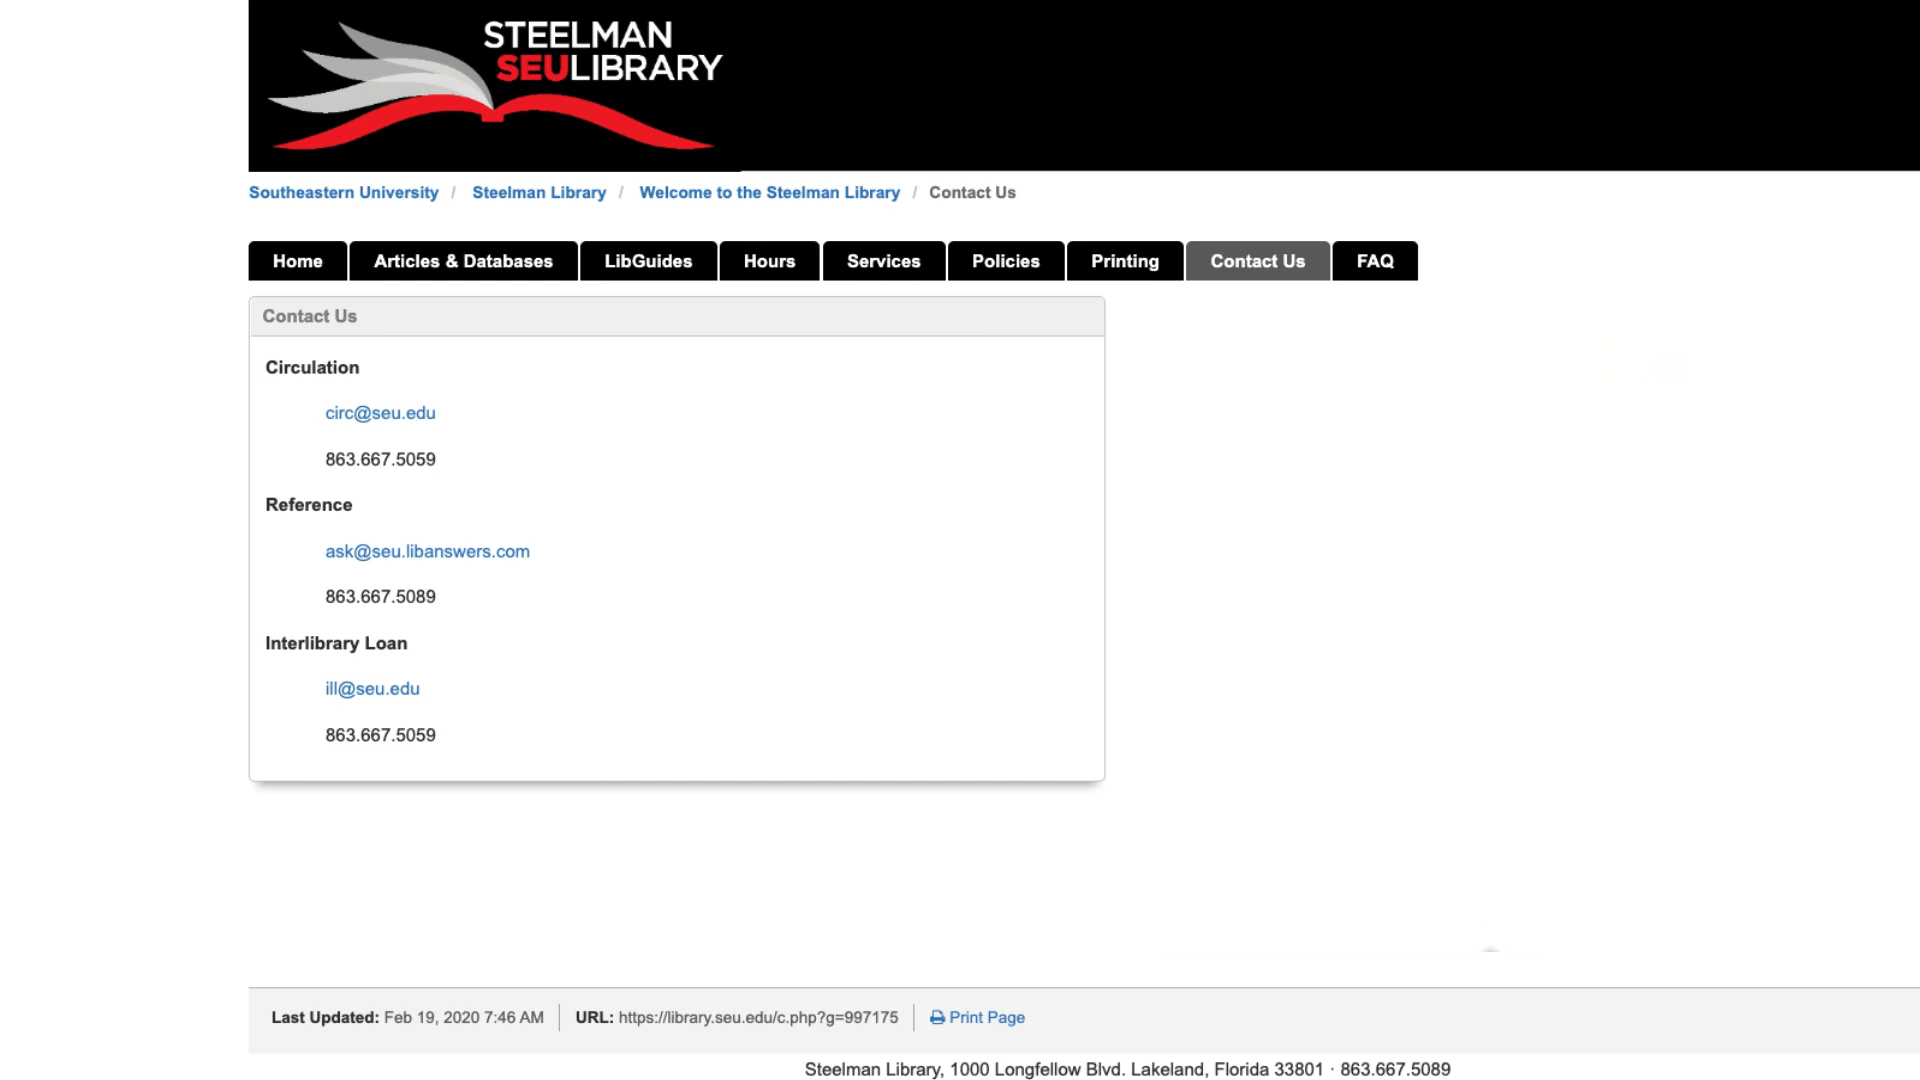 STEELMAN
SEULIBRARY
Southeastern University / Steelman Library / Welcome to the Steelman Library / Contact Us
Home Articles & Databases LibGuides Hours Services Policies Printing Contact Us FAQ
Contact Us
Circulation
circ@seu.edu
863.667.5059
Reference
ask@seu.libanswers.com
863.667.5089
Interlibrary Loan
ill@seu.edu
863.667.5059
Last Updated: Feb 19, 2020 7:46 AM URL: https://library.seu.edu/c.php?g=997175 Print Page
Steelman Library, 1000 Longfellow Blvd. Lakeland, Florida 33801 · 863.667.5089